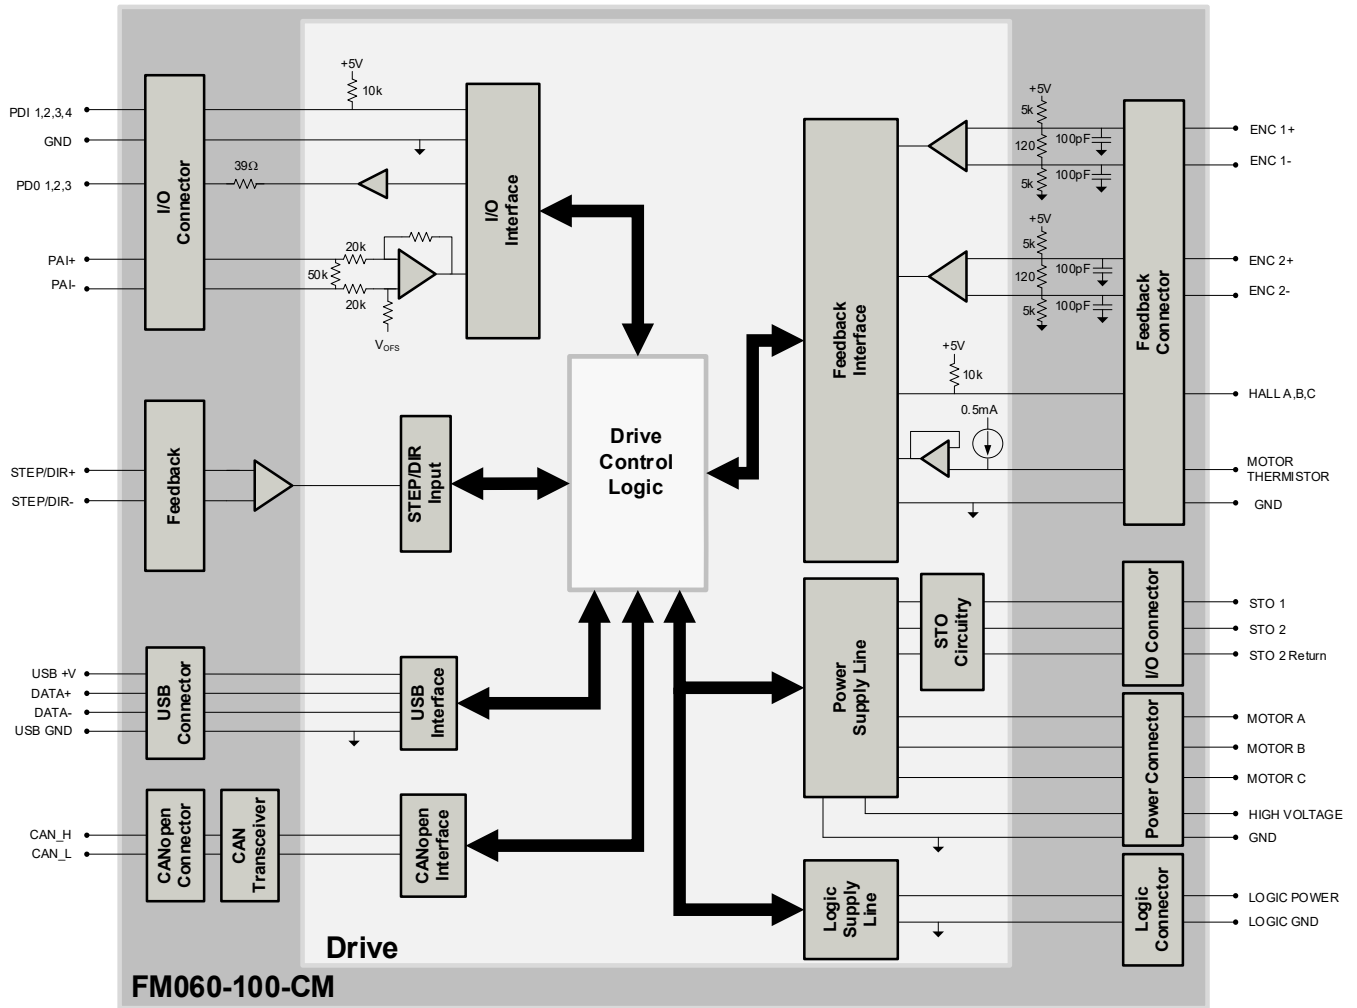 PDI 1,2,3,4
GND
PD0 1,2,3
PAI+
PAI-
I/O
Connector
+5V
10k
39Ω
20k
50k
20k
VOFS
I/O
Interface
STEP/DIR+
STEP/DIR-
Feedback
STEP/DIR
Input
Drive
Control
Logic
USB +V
DATA+
DATA-
USB GND
USB
Connector
USB
Interface
CAN_H
CAN_L
CANopen
Connector
CAN
Transceiver
CANopen
Interface
Feedback
Interface
+5V
5k
120
5k
100pF
100pF
+5V
5k
120
5k
100pF
100pF
+5V
10k
0.5mA
Feedback
Connector
ENC 1+
ENC 1-
ENC 2+
ENC 2-
HALL A,B,C
MOTOR
THERMISTOR
GND
Power
Supply Line
STO
Circuitry
I/O Connector
STO 1
STO 2
STO 2 Return
Power Connector
MOTOR A
MOTOR B
MOTOR C
HIGH VOLTAGE
GND
Logic
Supply
Line
Logic
Connector
LOGIC POWER
LOGIC GND
Drive
FM060-100-CM